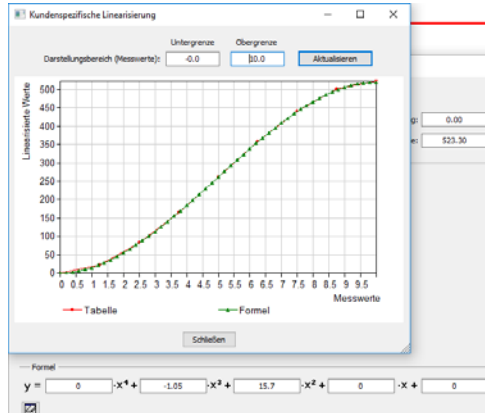 Kundenspezifische Linearisierung
Untergrenze Obergrenze
Darstellungsbereich (Messwerte): -0.0 10.0 Aktualisieren
Linearisierte Werte
500
450
400
350
300
250
200
150
100
50
0
0 0.5 1 1.5 2 2.5 3 3.5 4 4.5 5 5.5 6 6.5 7 7.5 8 8.5 9 9.5
Messwerte
Tabelle Formel
Schließen
0.00
523.30
Formel
y = 0 ·x⁴ + -1.05 ·x³ + 15.7 ·x² + 0 ·x + 0